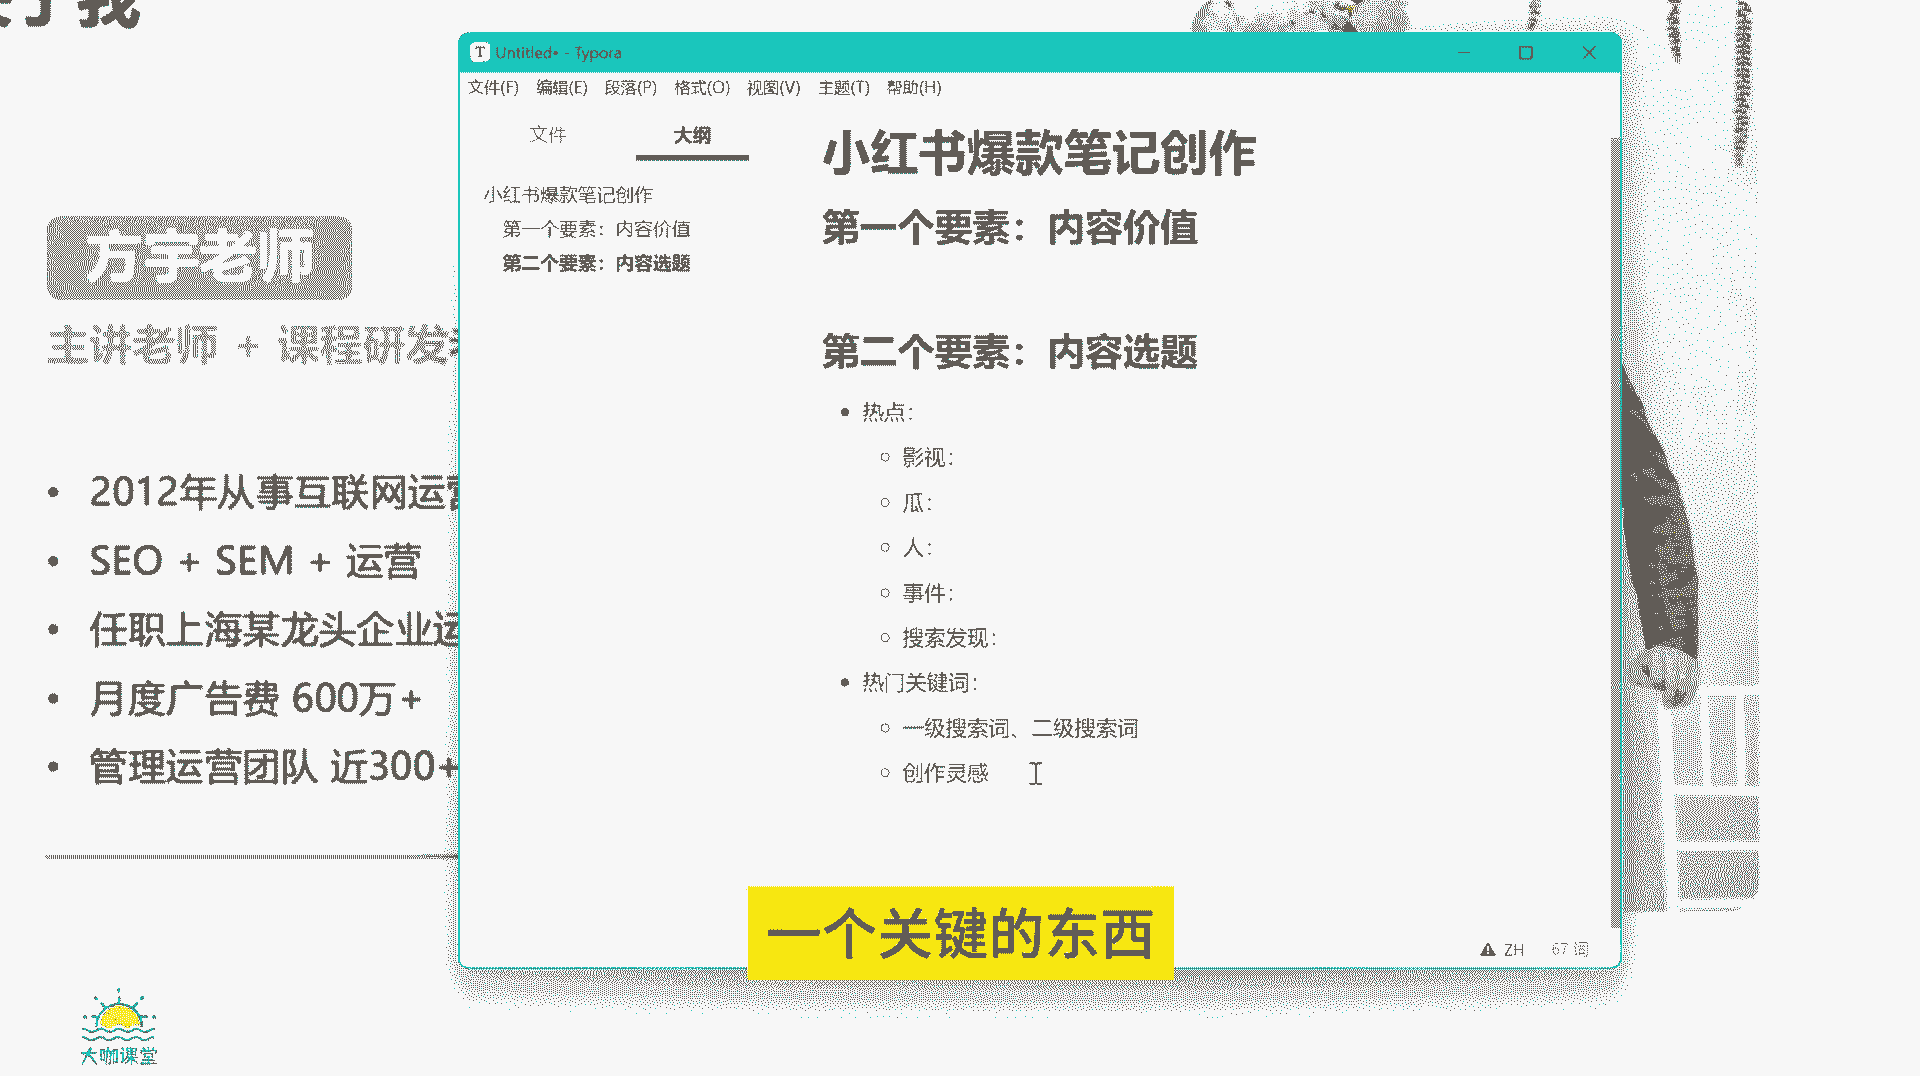 我
方宇老师
主讲老师 + 课程研发
2012年从事互联网运营
SEO + SEM + 运营
任职上海某龙头企业运
月度广告费 600万+
管理运营团队 近300+
大咖课堂
Untitled• - Typora
文件(F) 编辑(E) 段落(P) 格式(O) 视图(V) 主题(T) 帮助(H)
文件 大纲
小红书爆款笔记创作
第一个要素：内容价值
第二个要素：内容选题
小红书爆款笔记创作
第一个要素：内容价值
第二个要素：内容选题
热点：
影视：
瓜：
人：
事件：
搜索发现：
热门关键词：
一级搜索词、二级搜索词
创作灵感
一个关键的东西
ZH 67 词